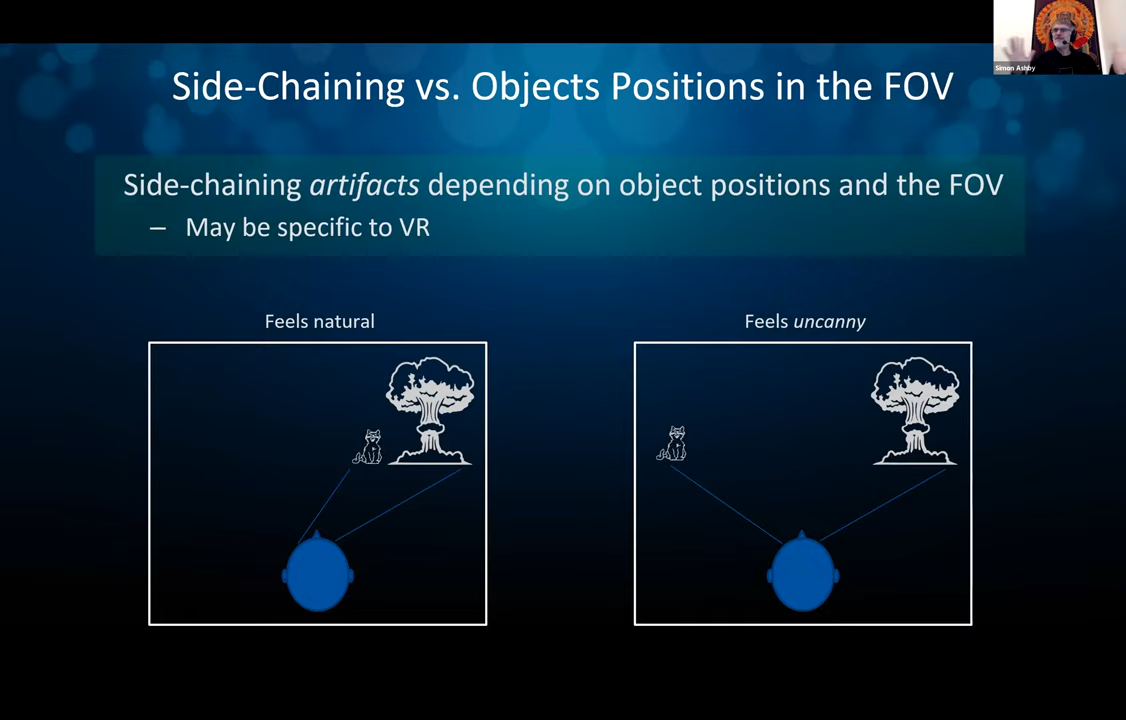 Simon Ashby
Side-Chaining vs. Objects Positions in the FOV
Side-chaining artifacts depending on object positions and the FOV
– May be specific to VR
Feels natural
Feels uncanny